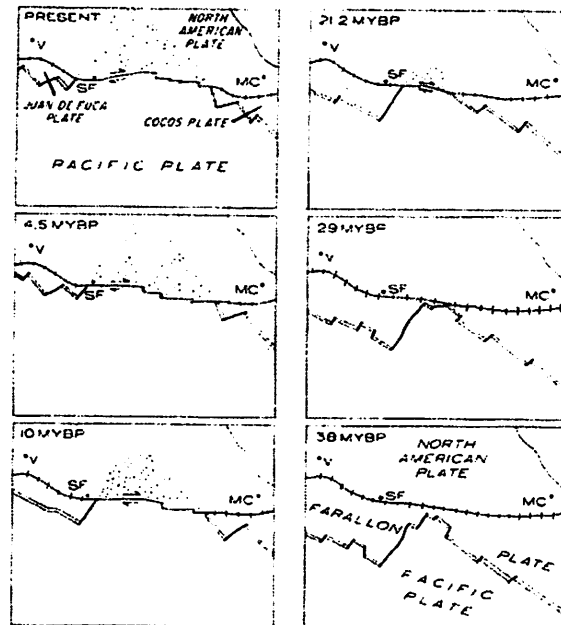 PRESENT
NORTH
AMERICAN
PLATE
V
SF
MC
JUAN DE FUCA
PLATE
COCOS PLATE
PACIFIC PLATE
4.5 MYBP
V
SF
MC
10 MYBP
V
SF
MC
21.2 MYBP
V
SF
MC
29 MYBP
V
SF
MC
38 MYBP
NORTH
AMERICAN
PLATE
V
SF
MC
FARALLON
PLATE
PACIFIC
PLATE